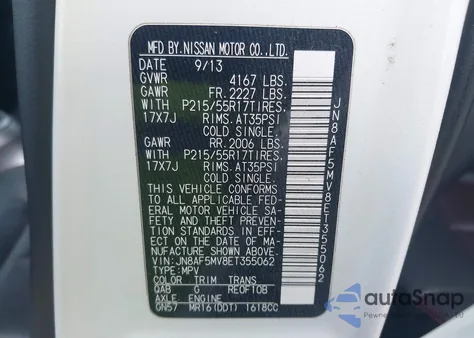 MFD.BY.NISSAN MOTOR CO.,LTD.
DATE 9/13
GVWR 4167 LBS.
GAWR FR.2227 LBS.
WITH P215/55R17TIRES.
17X7J RIMS.AT35PSI
COLD SINGLE.
GAWR RR.2006 LBS.
WITH P215/55R17TIRES.
17X7J RIMS.AT35PSI
COLD SINGLE.
THIS VEHICLE CONFORMS
TO ALL APPLICABLE FED-
ERAL MOTOR VEHICLE SA-
FETY AND THEFT PREVEN-
TION STANDARDS IN EFF-
ECT ON THE DATE OF MA-
NUFACTURE SHOWN ABOVE.
VIN:JN8AF5MV8ET355062
TYPE:MPV
COLOR TRIM TRANS
QAB G RE0F10B
AXLE ENGINE
GN57 MR16(DDT) 1618CC
JN8AF5MV8ET355062
autoSnap